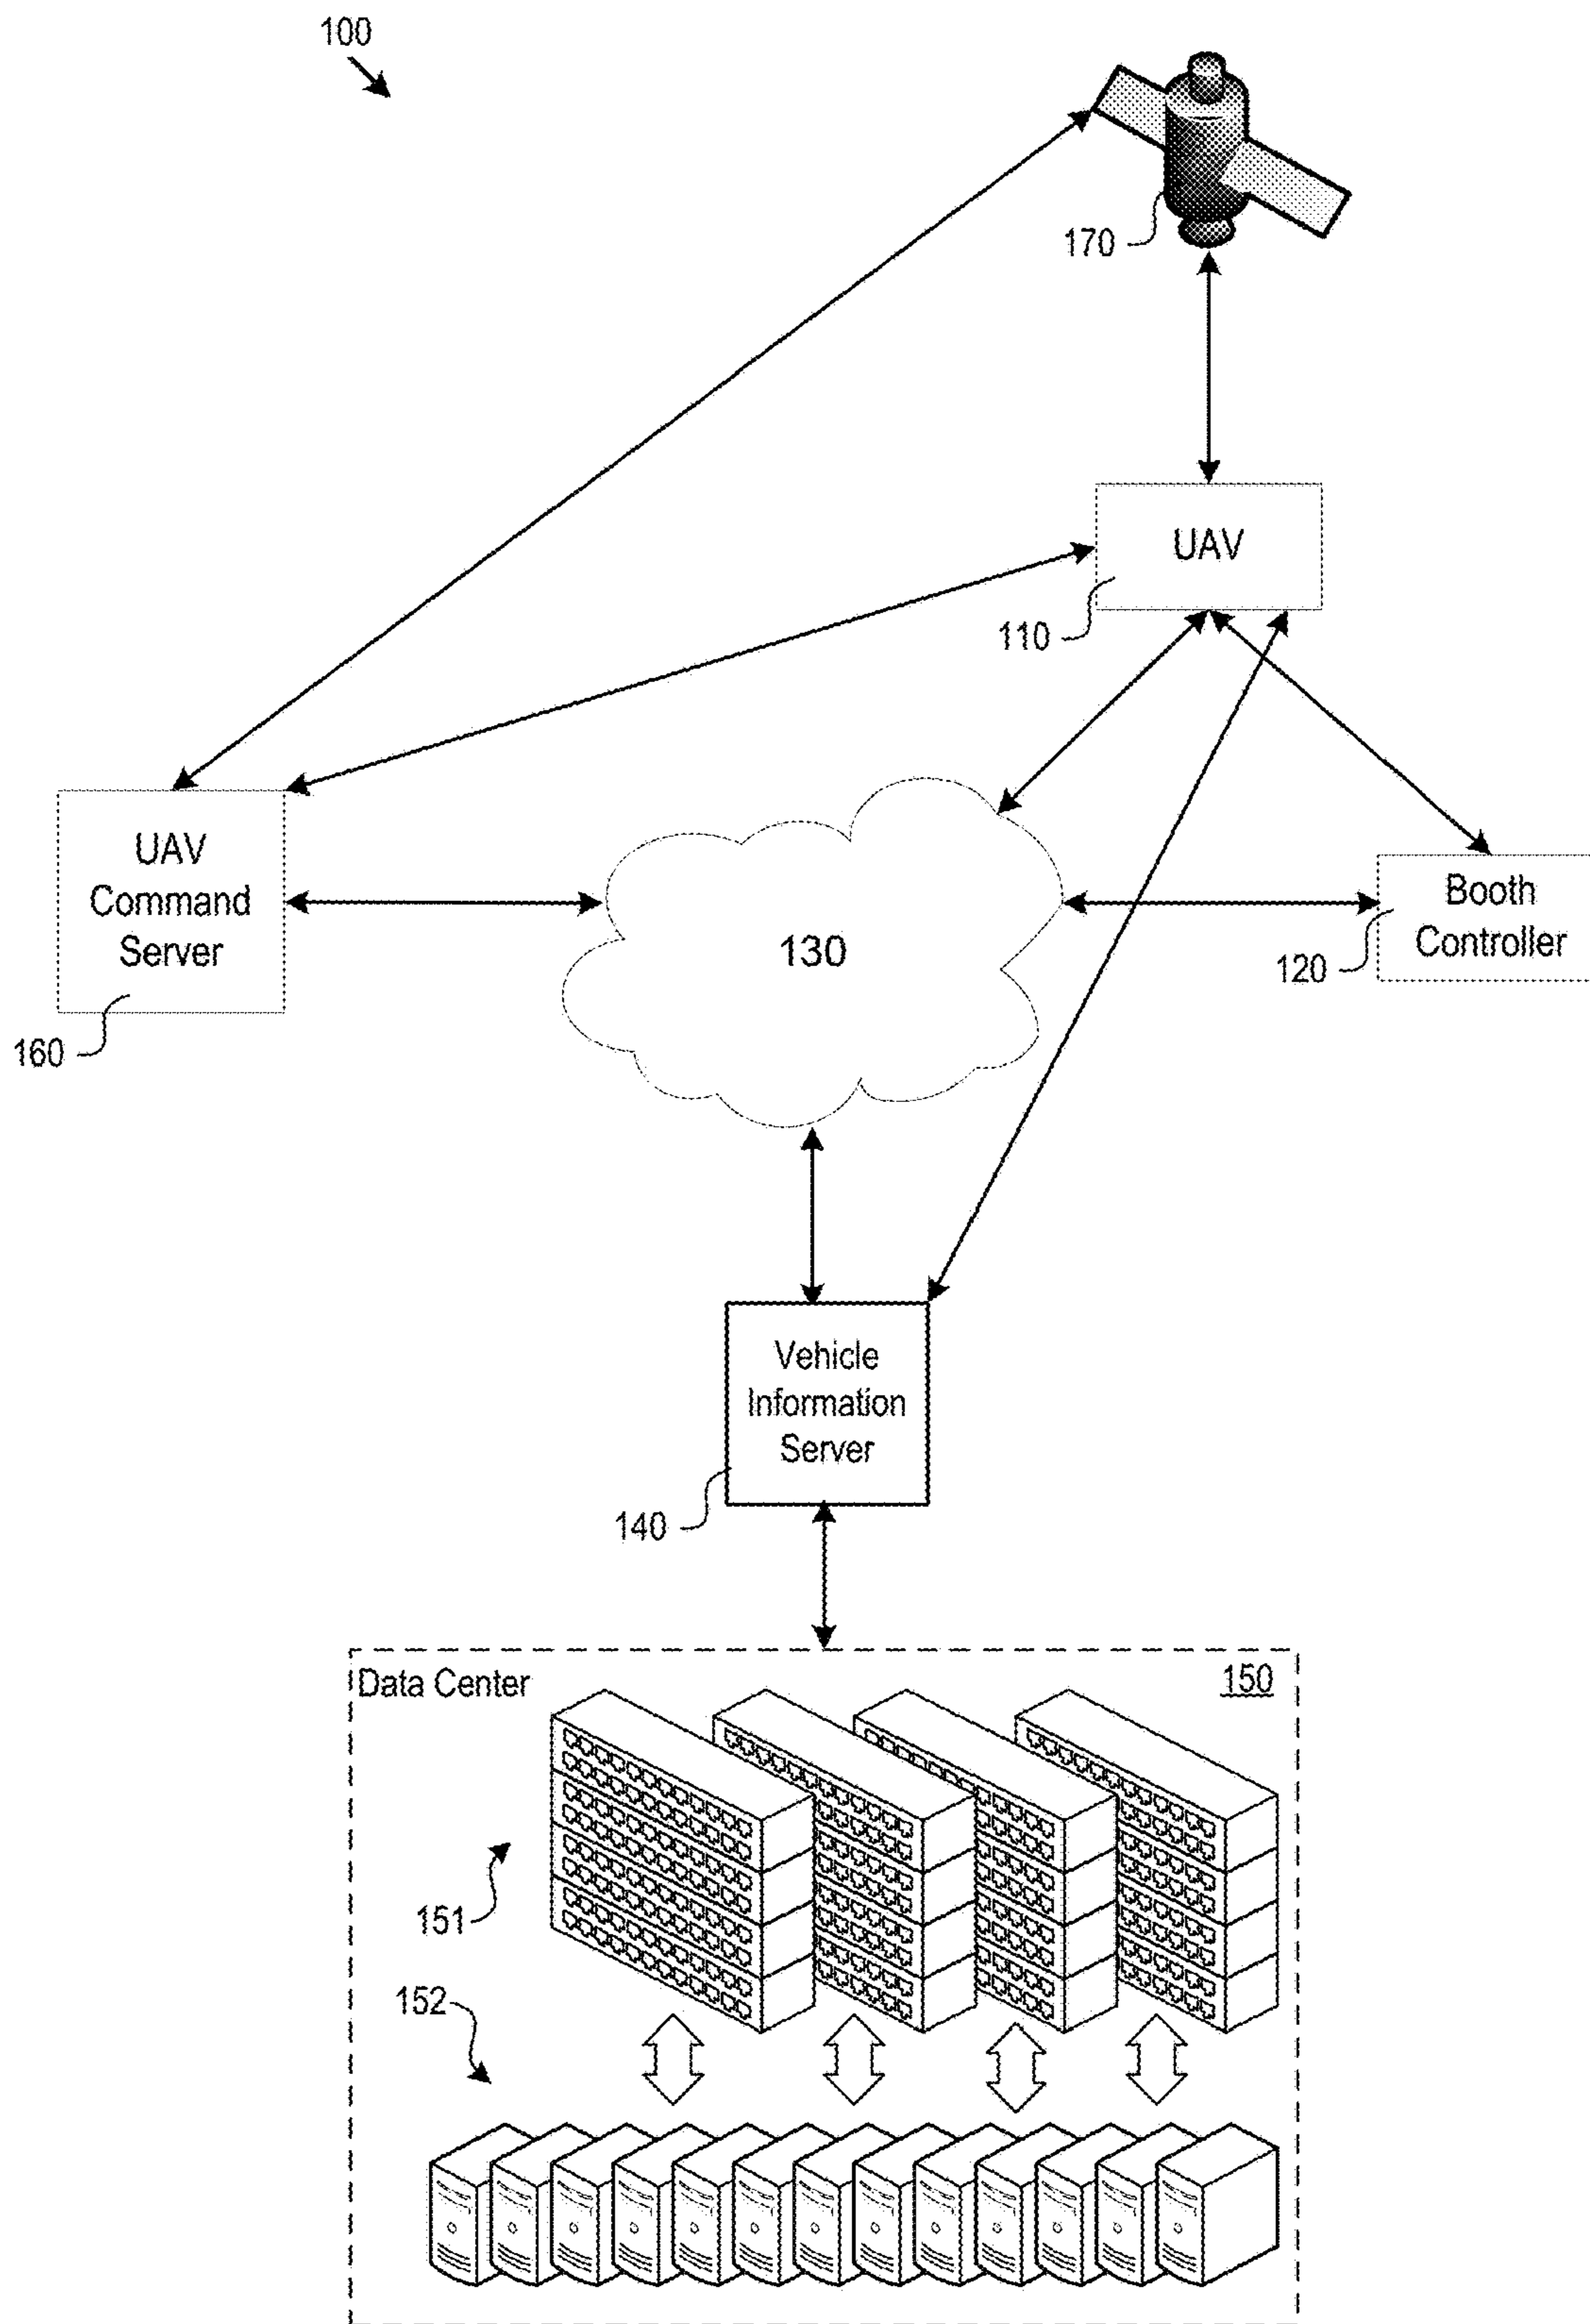 100
170
UAV
110
UAV
Command
Server
160
130
Booth
Controller
120
Vehicle
Information
Server
140
Data Center
150
151
152